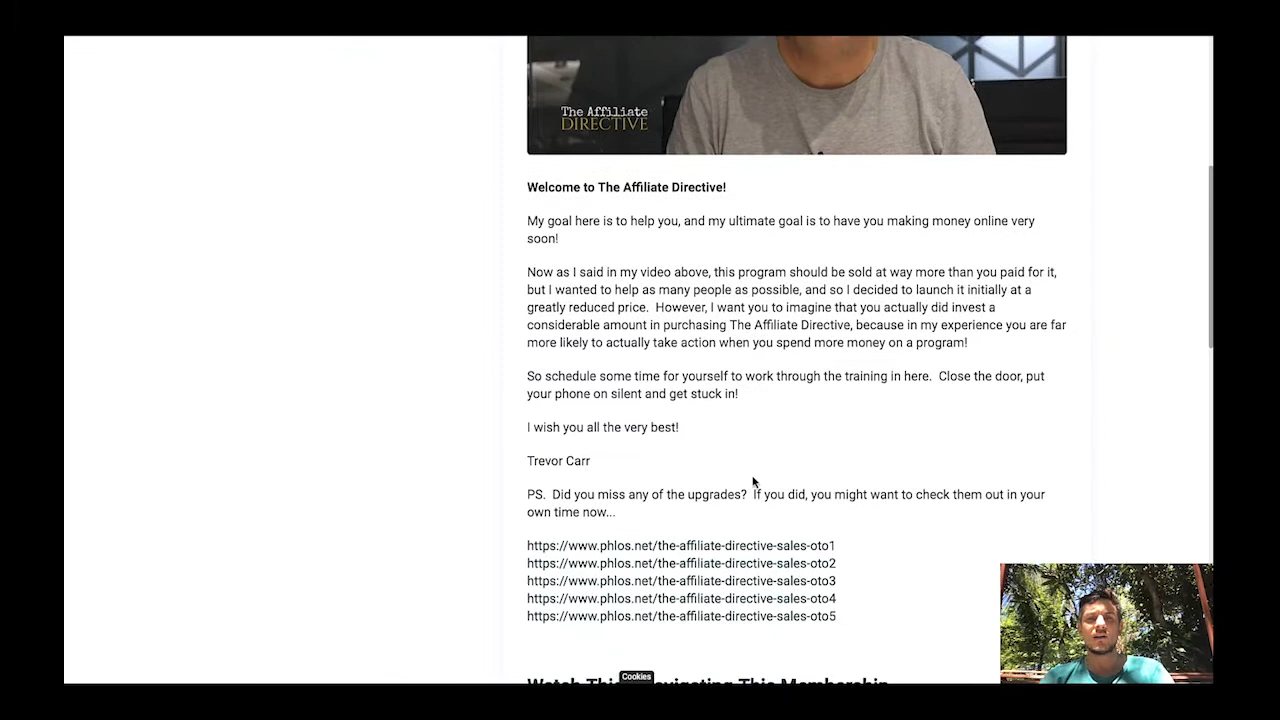 The Affiliate
DIRECTIVE
Welcome to The Affiliate Directive!
My goal here is to help you, and my ultimate goal is to have you making money online very
soon!
Now as I said in my video above, this program should be sold at way more than you paid for it,
but I wanted to help as many people as possible, and so I decided to launch it initially at a
greatly reduced price.  However, I want you to imagine that you actually did invest a
considerable amount in purchasing The Affiliate Directive, because in my experience you are far
more likely to actually take action when you spend more money on a program!
So schedule some time for yourself to work through the training in here.  Close the door, put
your phone on silent and get stuck in!
I wish you all the very best!
Trevor Carr
PS.  Did you miss any of the upgrades?  If you did, you might want to check them out in your
own time now...
https://www.phlos.net/the-affiliate-directive-sales-oto1
https://www.phlos.net/the-affiliate-directive-sales-oto2
https://www.phlos.net/the-affiliate-directive-sales-oto3
https://www.phlos.net/the-affiliate-directive-sales-oto4
https://www.phlos.net/the-affiliate-directive-sales-oto5
Cookies
Watch This This Membership